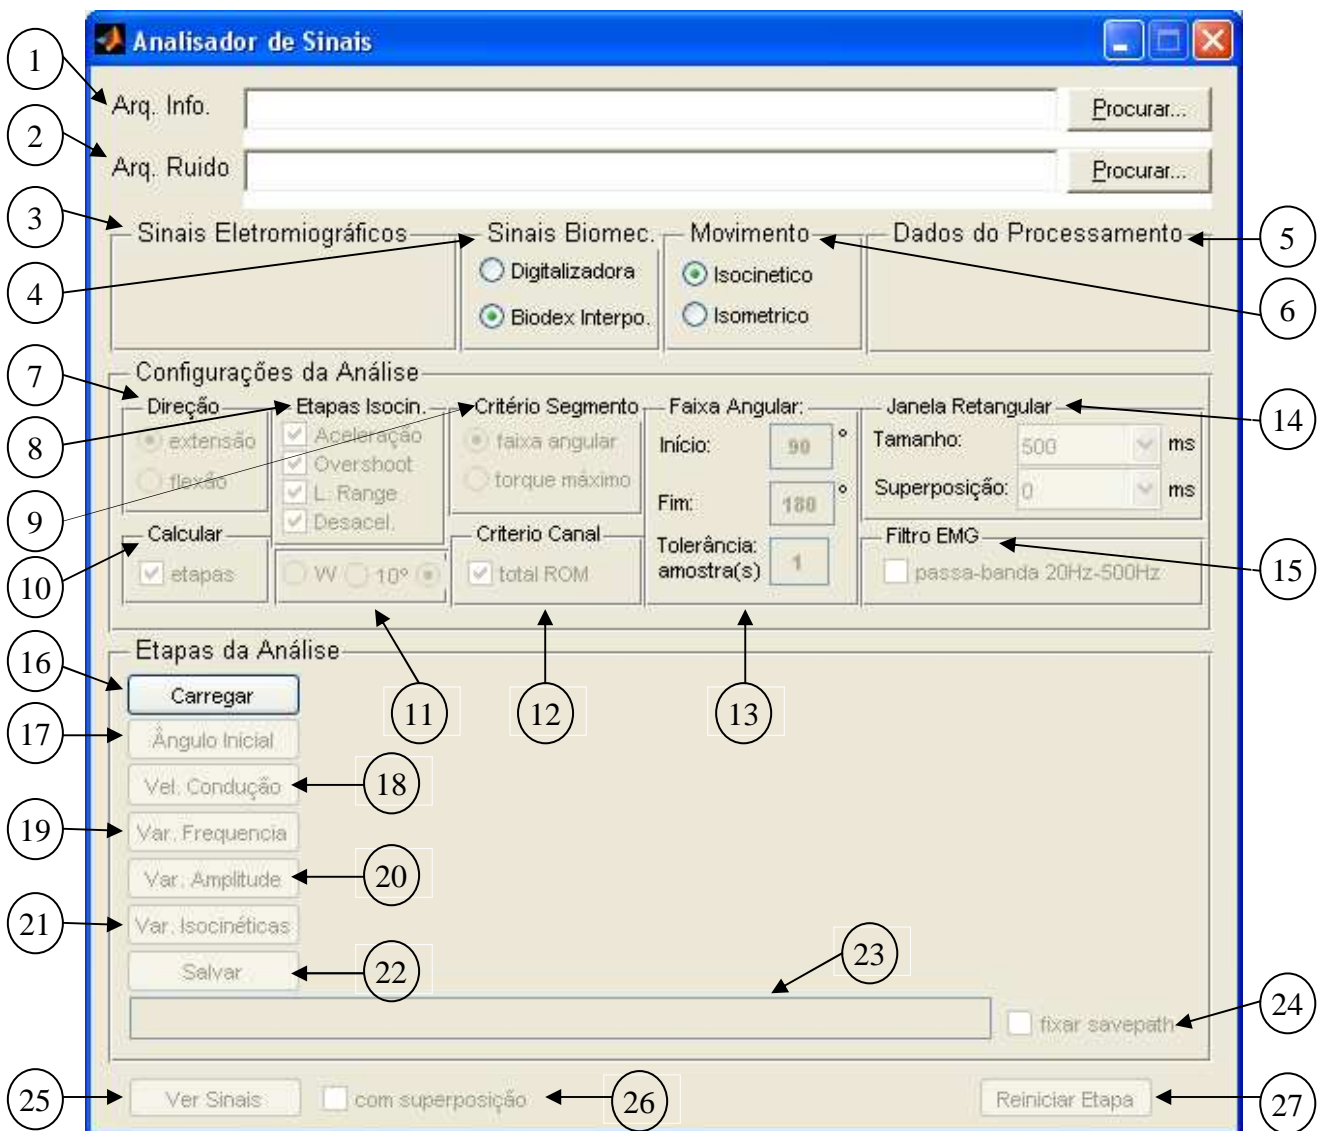 Analisador de Sinais
1
Arq. Info.
Procurar...
2
Arq. Ruido
Procurar...
3
Sinais Eletromiográficos
Sinais Biomec.
Movimento
Dados do Processamento
5
4
Digitalizadora
Isocinetico
6
Biodex Interpo.
Isometrico
7
Configurações da Análise
Direção
Etapas Isocin.
Critério Segmento
Faixa Angular:
Janela Retangular
14
8
extensão
Aceleração
faixa angular
Início:
90
°
Tamanho:
500
ms
flexão
Overshoot
torque máximo
L. Range
Fim:
180
°
Superposição:
0
ms
9
Desacel.
Calcular
Criterio Canal
Tolerância:
amostra(s)
1
Filtro EMG
15
10
etapas
W
10°
total ROM
passa-banda 20Hz-500Hz
16
Etapas da Análise
Carregar
11
12
13
17
Ângulo Inicial
Vel. Condução
18
19
Var. Frequencia
Var. Amplitude
20
21
Var. Isocinéticas
Salvar
22
23
fixar savepath
24
25
Ver Sinais
com superposição
26
Reiniciar Etapa
27